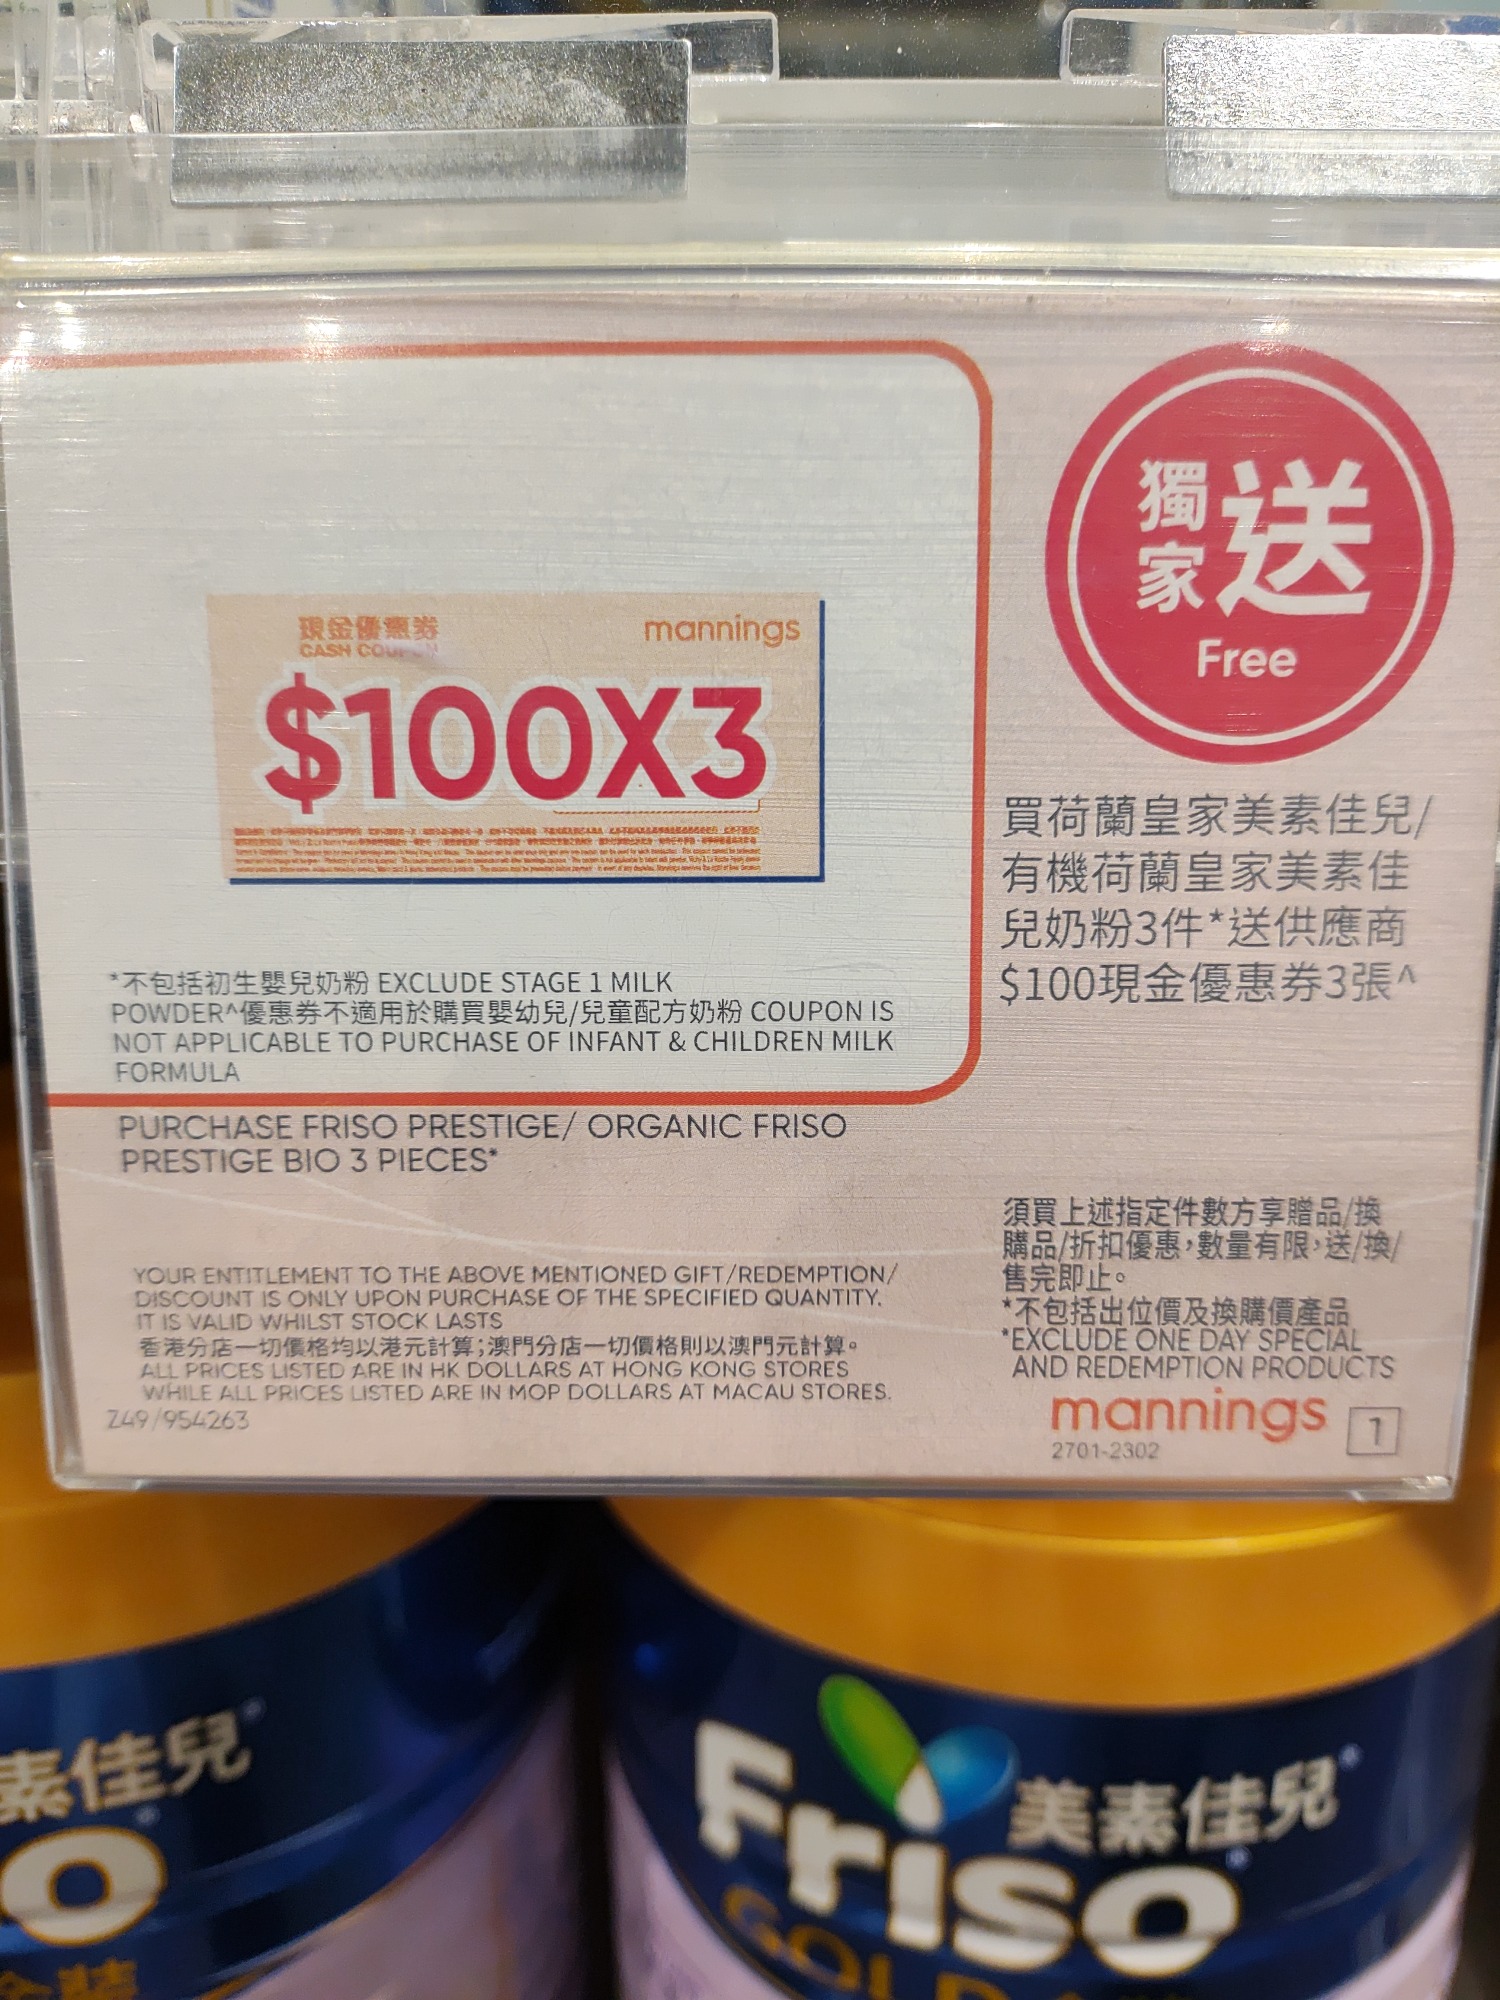 獨家送
Free
現金優惠券
CASH COUPON
mannings
$100X3
買荷蘭皇家美素佳兒/
有機荷蘭皇家美素佳
兒奶粉3件*送供應商
$100現金優惠券3張^
*不包括初生嬰兒奶粉 EXCLUDE STAGE 1 MILK
POWDER^優惠券不適用於購買嬰幼兒/兒童配方奶粉 COUPON IS
NOT APPLICABLE TO PURCHASE OF INFANT & CHILDREN MILK
FORMULA
PURCHASE FRISO PRESTIGE/ ORGANIC FRISO
PRESTIGE BIO 3 PIECES*
YOUR ENTITLEMENT TO THE ABOVE MENTIONED GIFT/REDEMPTION/
DISCOUNT IS ONLY UPON PURCHASE OF THE SPECIFIED QUANTITY.
IT IS VALID WHILST STOCK LASTS
香港分店一切價格均以港元計算;澳門分店一切價格則以澳門元計算。
ALL PRICES LISTED ARE IN HK DOLLARS AT HONG KONG STORES
WHILE ALL PRICES LISTED ARE IN MOP DOLLARS AT MACAU STORES.
Z49/954263
須買上述指定件數方享贈品/換
購品/折扣優惠，數量有限，送/換/
售完即止。
*不包括出位價及換購價產品
*EXCLUDE ONE DAY SPECIAL
AND REDEMPTION PRODUCTS
mannings
1
2701-2302
素佳兒
o
金裝
Friso
美素佳兒®
GOLD